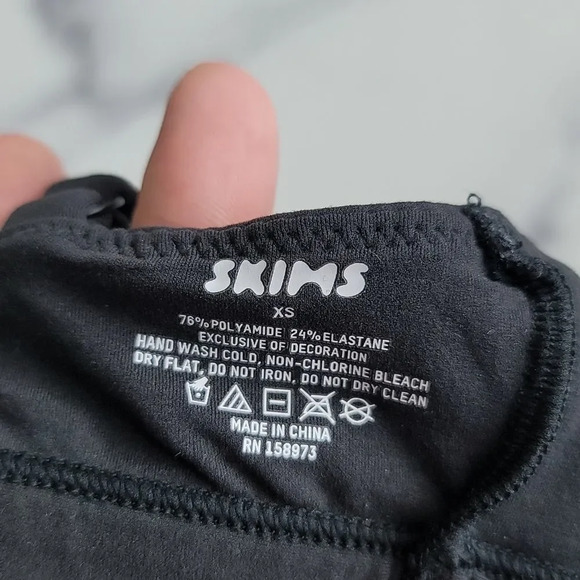 SKIMS
XS
76% POLYAMIDE 24% ELASTANE
EXCLUSIVE OF DECORATION
HAND WASH COLD, NON-CHLORINE BLEACH
DRY FLAT, DO NOT IRON, DO NOT DRY CLEAN
MADE IN CHINA
RN 158973